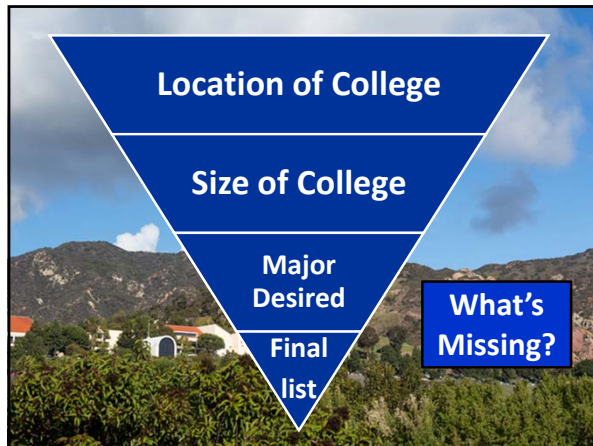 Location of College
Size of College
Major
Desired
Final
list
What’s
Missing?